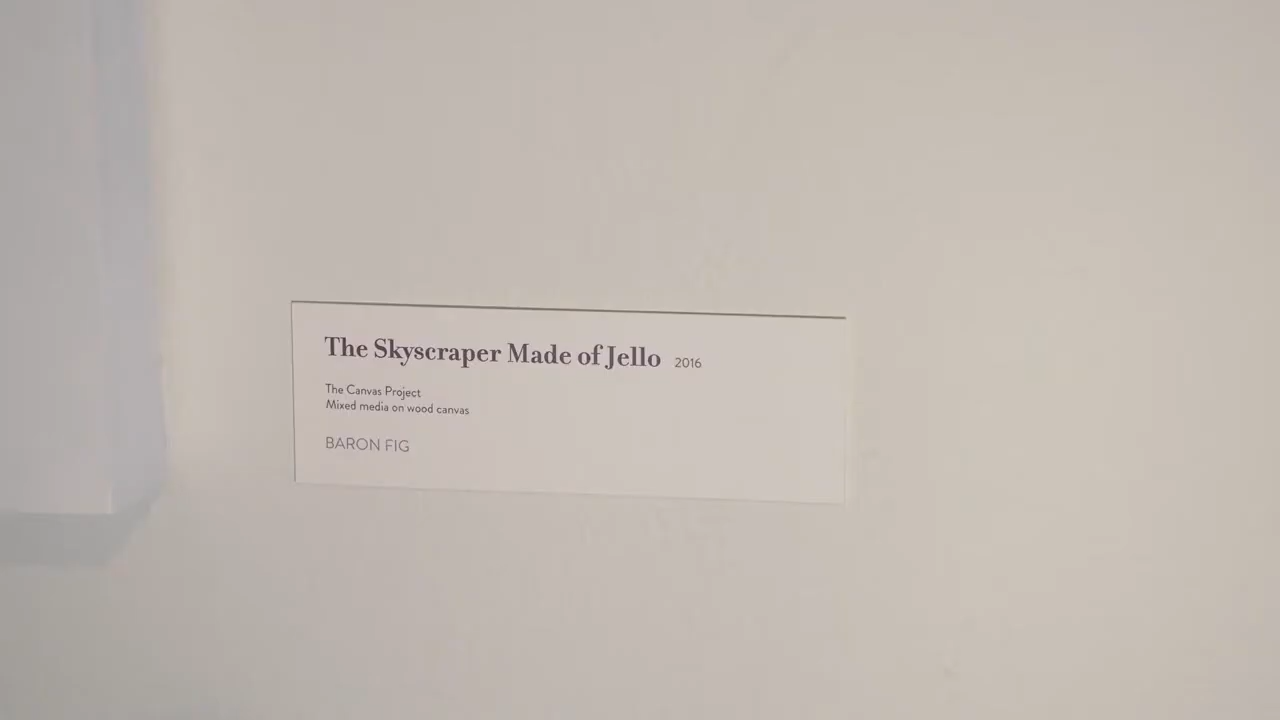 The Skyscraper Made of Jello 2016
The Canvas Project
Mixed media on wood canvas
BARON FIG